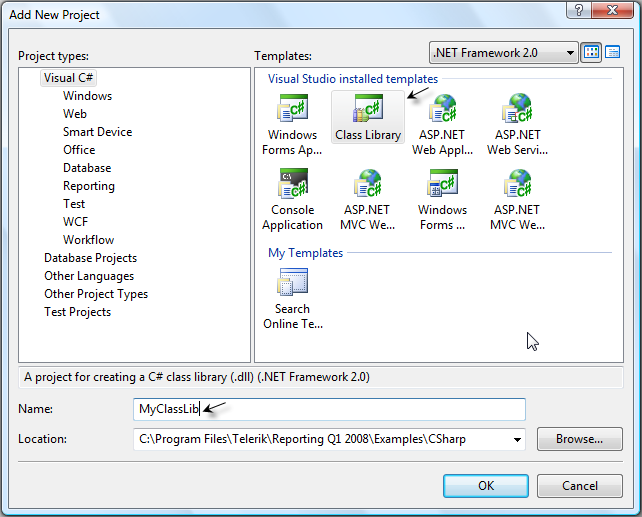 Add New Project
?
Project types:
Templates:
.NET Framework 2.0
Visual C#
Windows
Web
Smart Device
Office
Database
Reporting
Test
WCF
Workflow
Database Projects
Other Languages
Other Project Types
Test Projects
Visual Studio installed templates
Windows Forms Ap...
Class Library
ASP.NET Web Appl...
ASP.NET Web Servi...
Console Application
ASP.NET MVC We...
Windows Forms ...
ASP.NET MVC We...
My Templates
Search Online Te...
A project for creating a C# class library (.dll) (.NET Framework 2.0)
Name:
MyClassLib
Location:
C:\Program Files\Telerik\Reporting Q1 2008\Examples\CSharp
Browse...
OK
Cancel